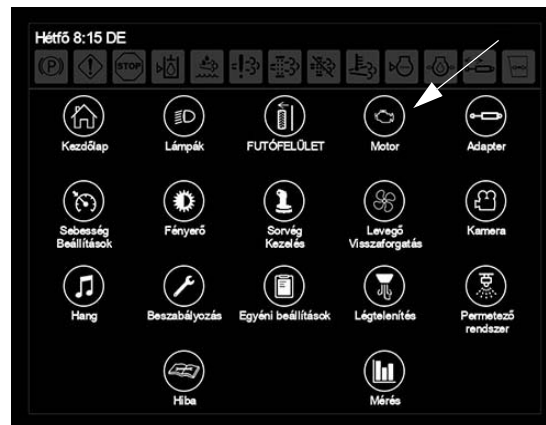 Hétfő 8:15 DE
STOP
Kezdőlap
Lámpák
FUTÓFELÜLET
Motor
Adapter
Sebesség
Beállítások
Fényerő
Sorvég
Kezelés
Levegő
Visszaforgatás
Kamera
Hang
Beszabályozás
Egyéni beállítások
Légtelenítés
Permetező
rendszer
Hiba
Mérés